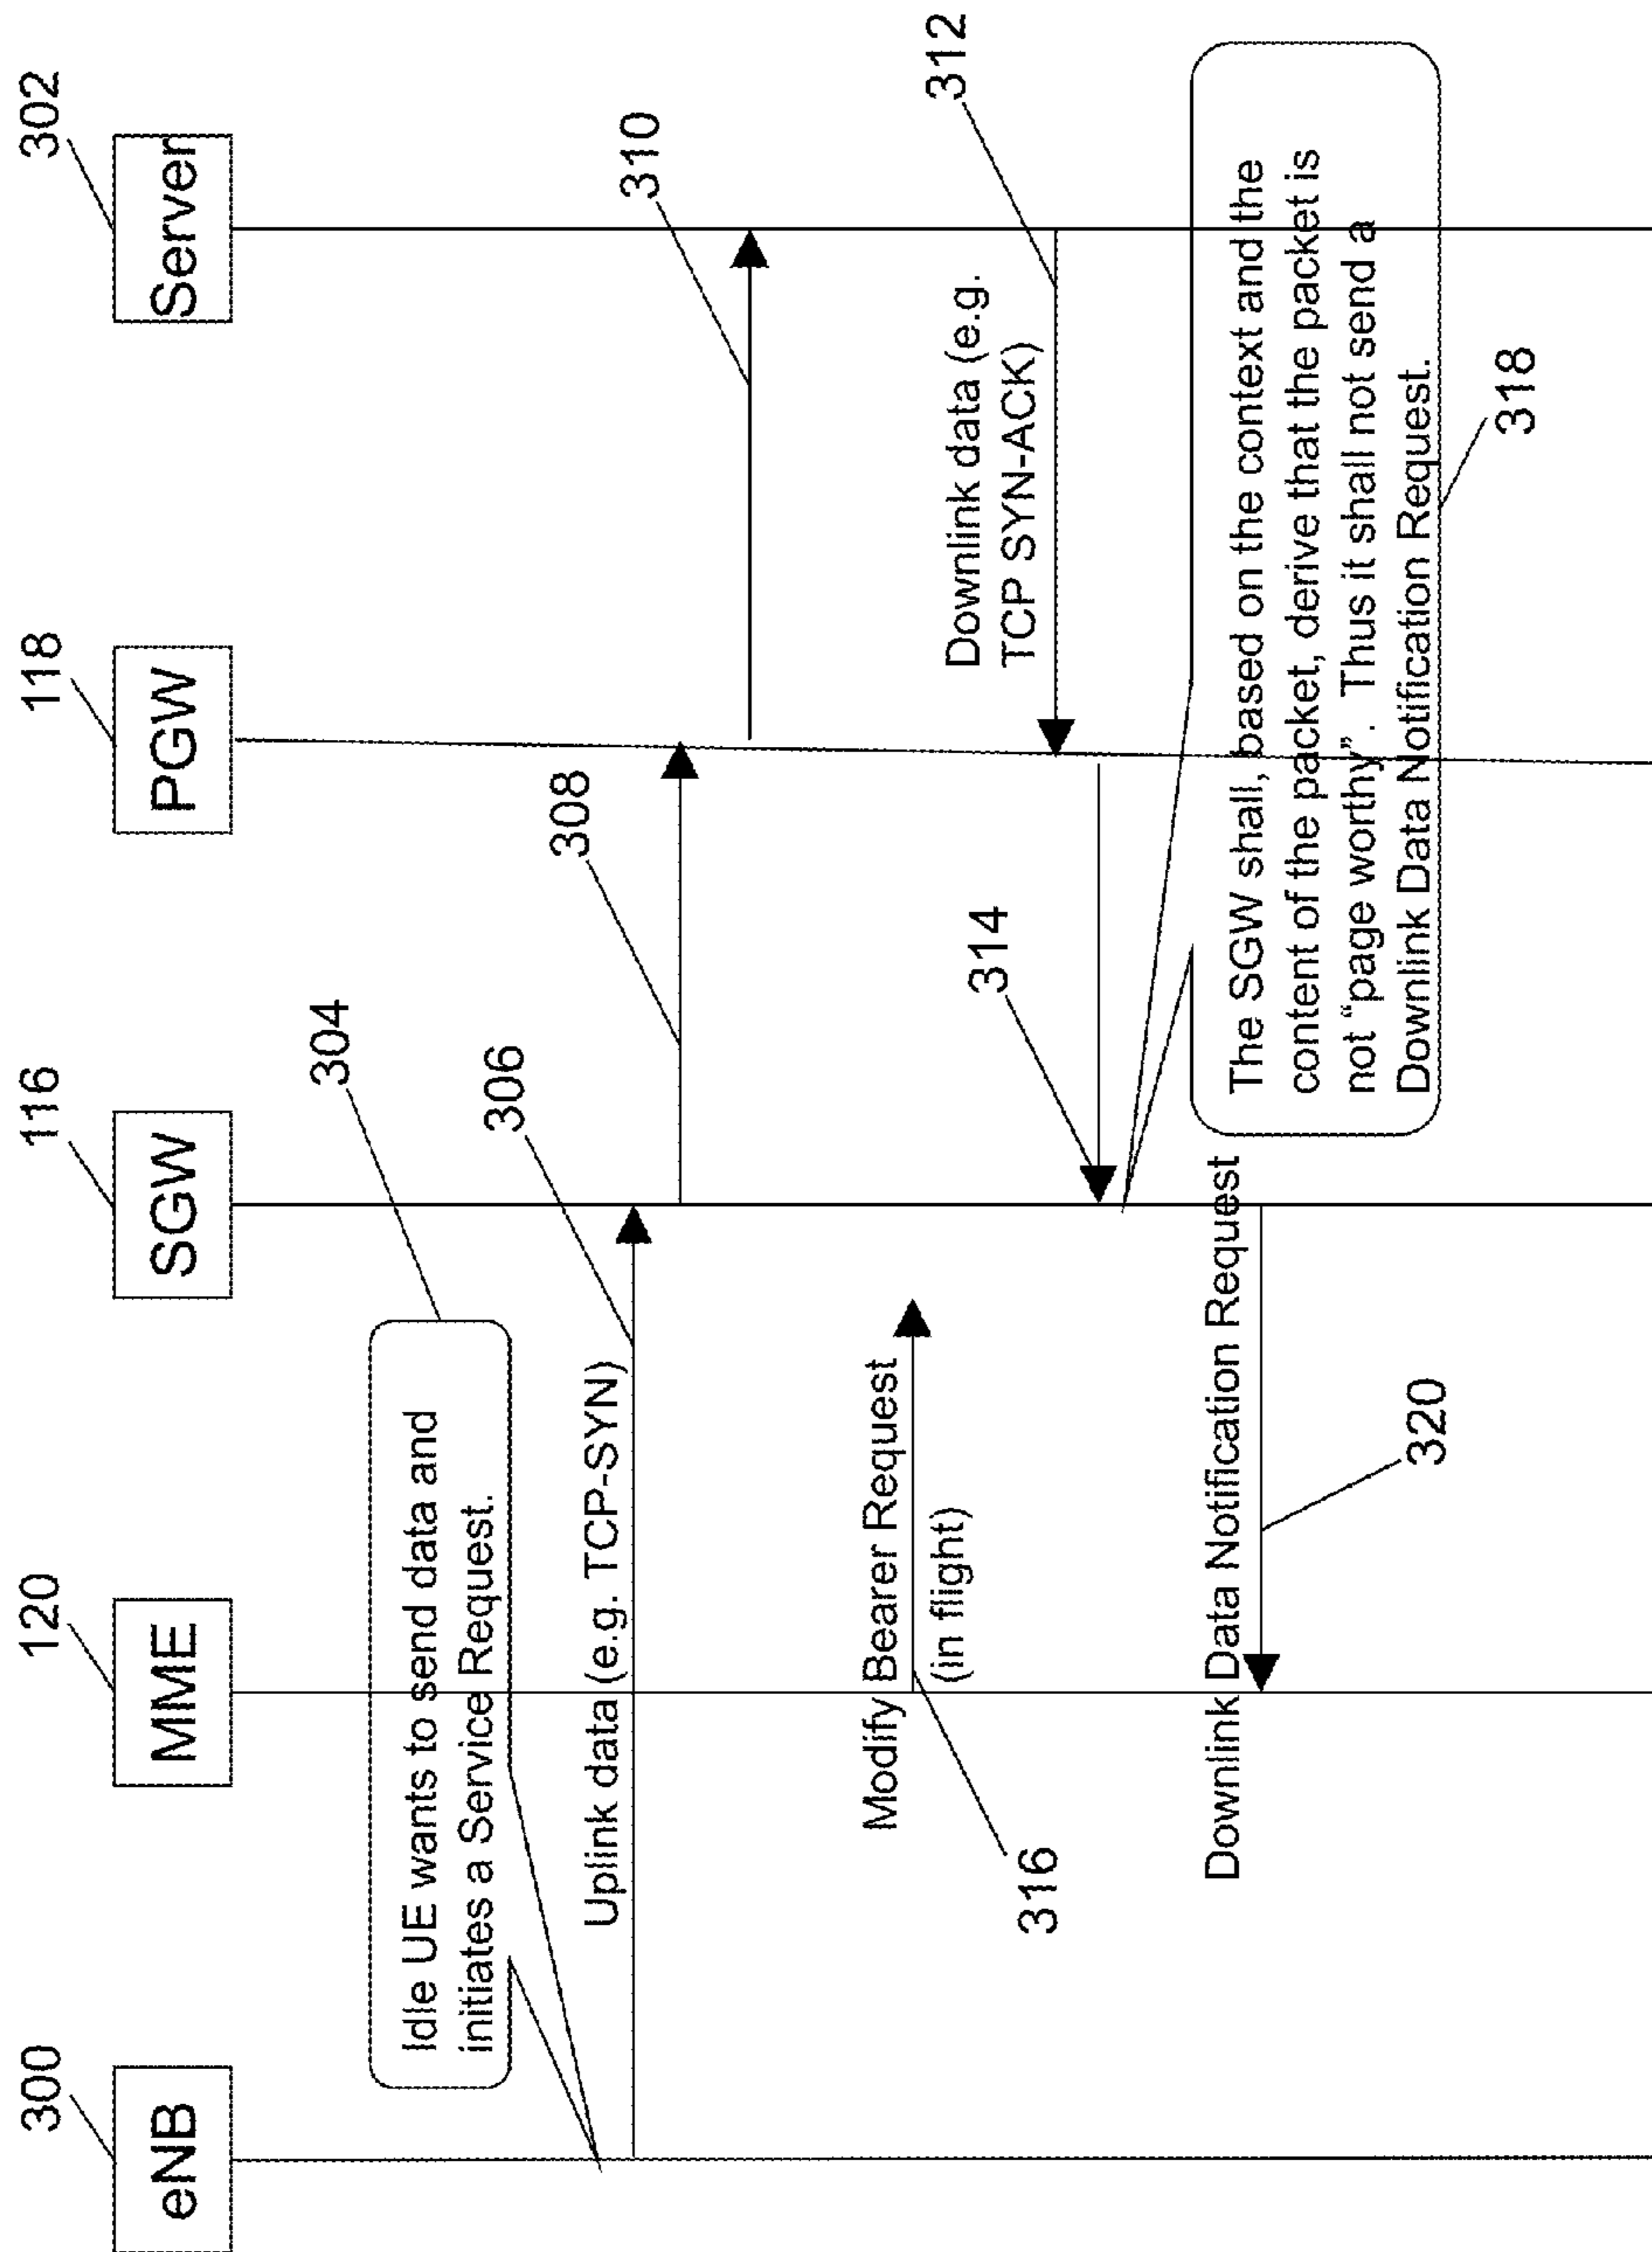 300
120
116
118
302
eNB
MME
SGW
PGW
Server
304
Idle UE wants to send data and
initiates a Service Request.
306
Uplink data (e.g. TCP-SYN)
308
310
Modify Bearer Request
(in flight)
316
Downlink data (e.g.
TCP SYN-ACK)
312
314
The SGW shall, based on the context and the
content of the packet, derive that the packet is
not “page worthy”. Thus it shall not send a
Downlink Data Notification Request.
318
Downlink Data Notification Request
320